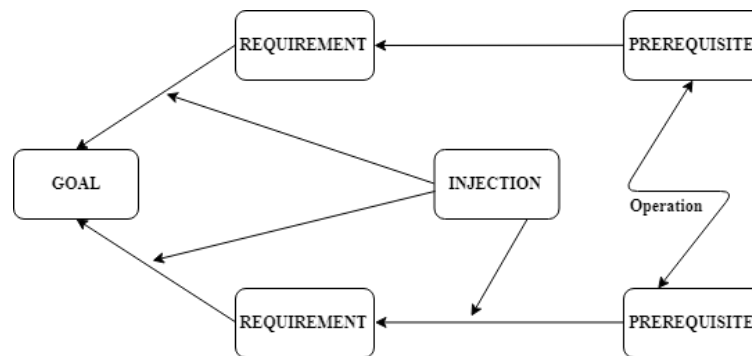 REQUIREMENT
PREREQUISITE
GOAL
INJECTION
Operation
REQUIREMENT
PREREQUISITE